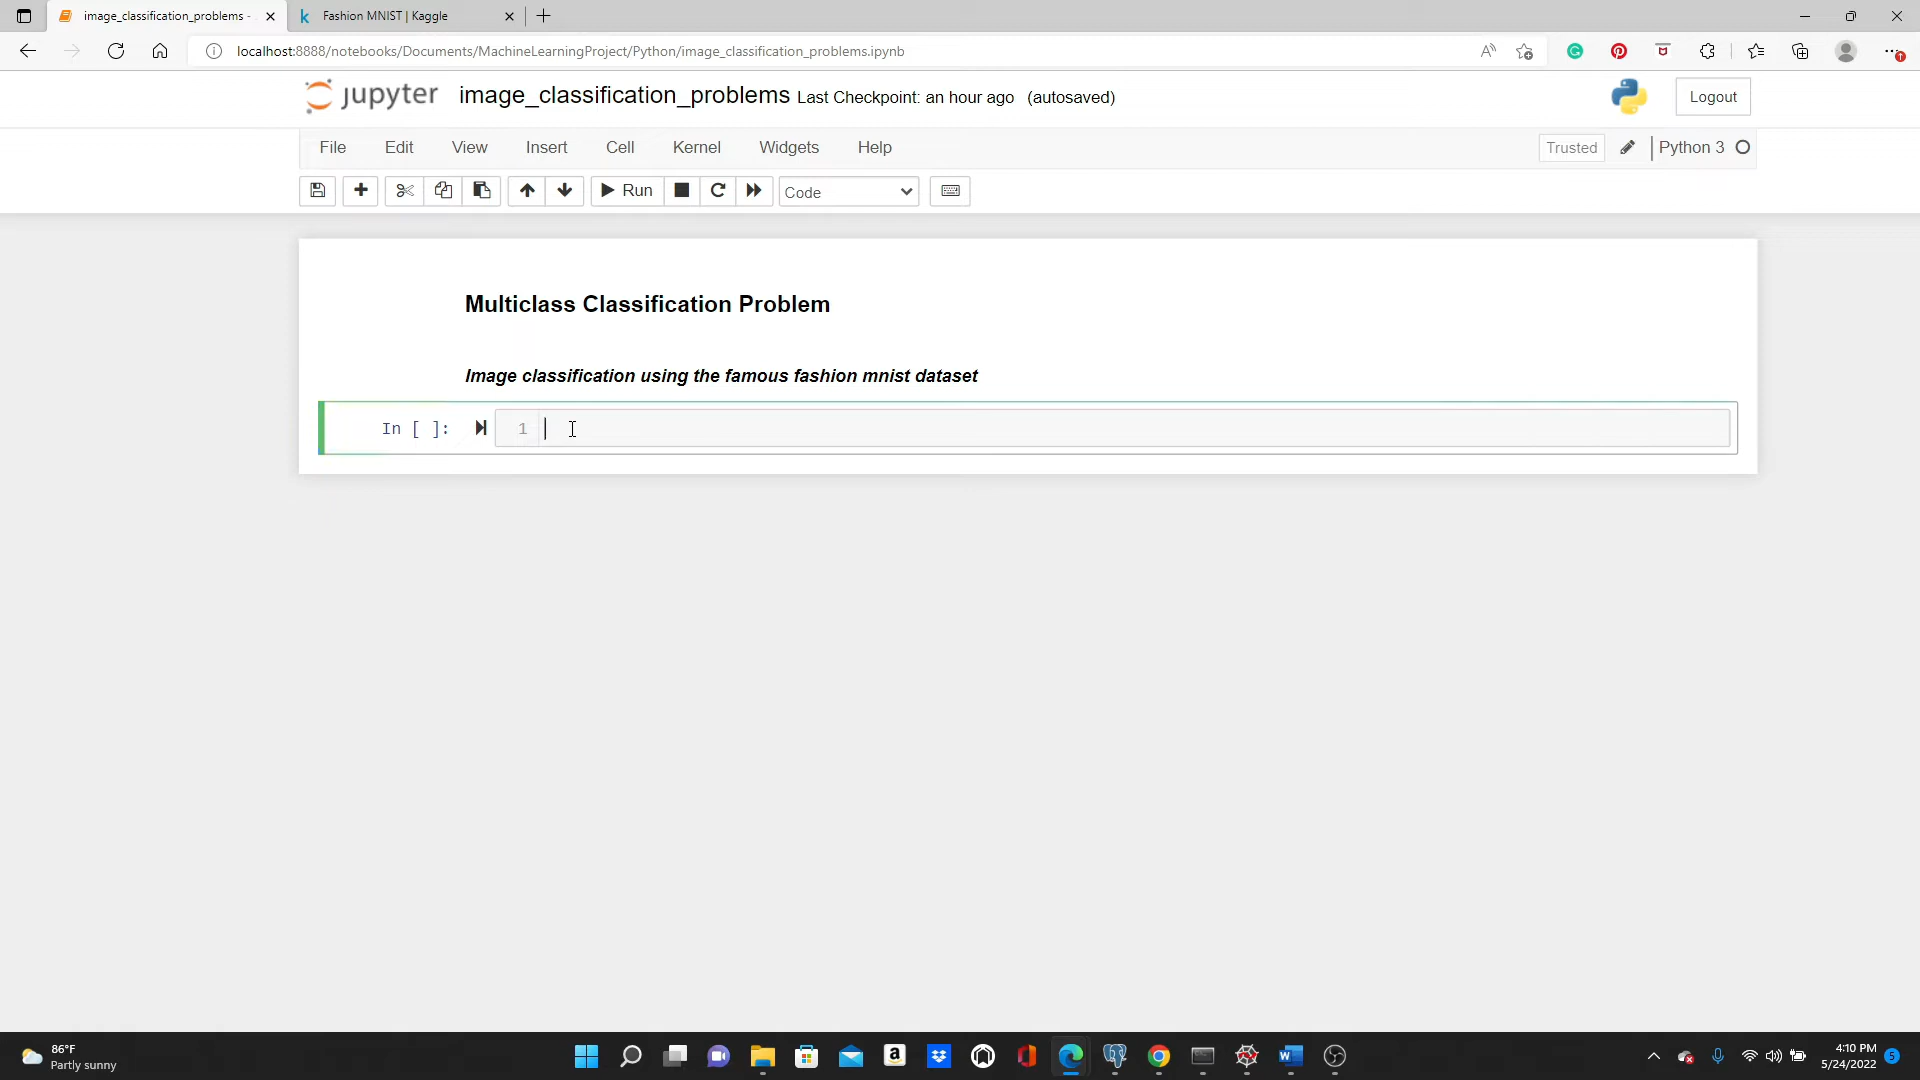 image_classification_problems -
Fashion MNIST | Kaggle
localhost:8888/notebooks/Documents/MachineLearningProject/Python/image_classification_problems.ipynb
jupyter image_classification_problems Last Checkpoint: an hour ago (autosaved)
Logout
File Edit View Insert Cell Kernel Widgets Help
Trusted
Python 3
Run
Code
Multiclass Classification Problem
Image classification using the famous fashion mnist dataset
In [ ]:
1
86°F
Partly sunny
4:10 PM
5/24/2022
5